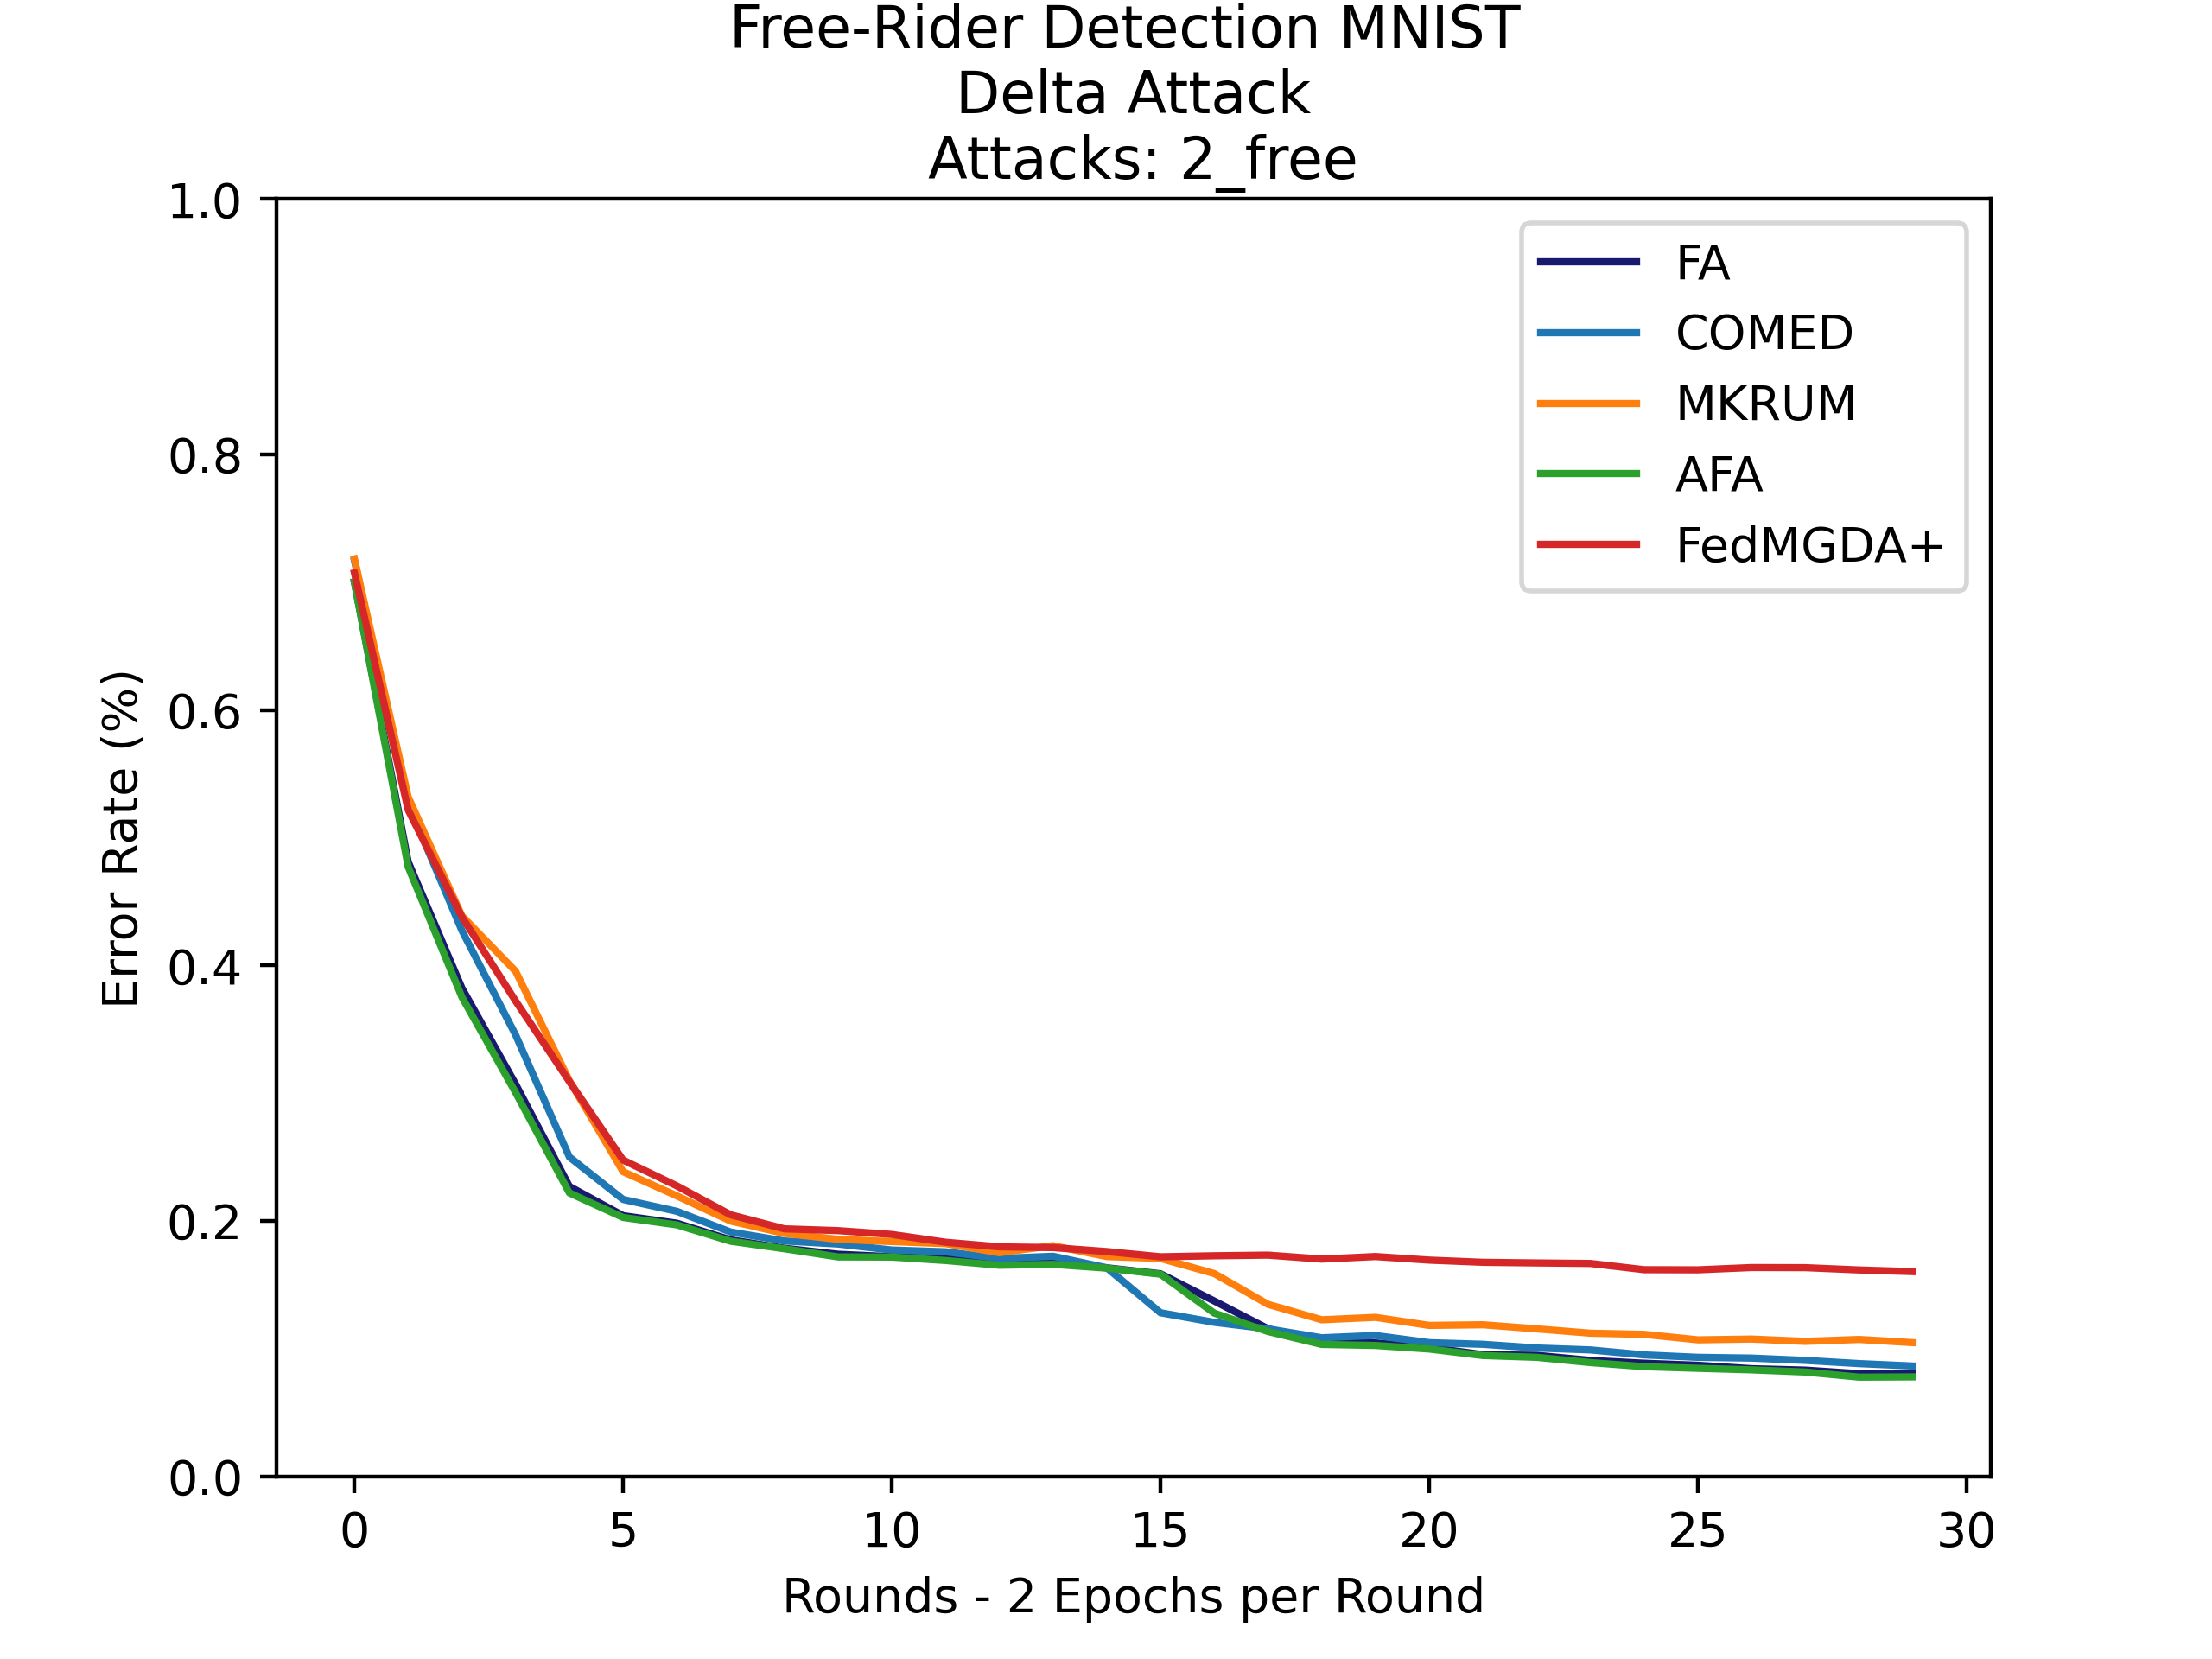 Free-Rider Detection MNIST
Delta Attack
Attacks: 2_free
1.0
0.8
0.6
0.4
0.2
0.0
Error Rate (%)
FA
COMED
MKRUM
AFA
FedMGDA+
0 5 10 15 20 25 30
Rounds - 2 Epochs per Round